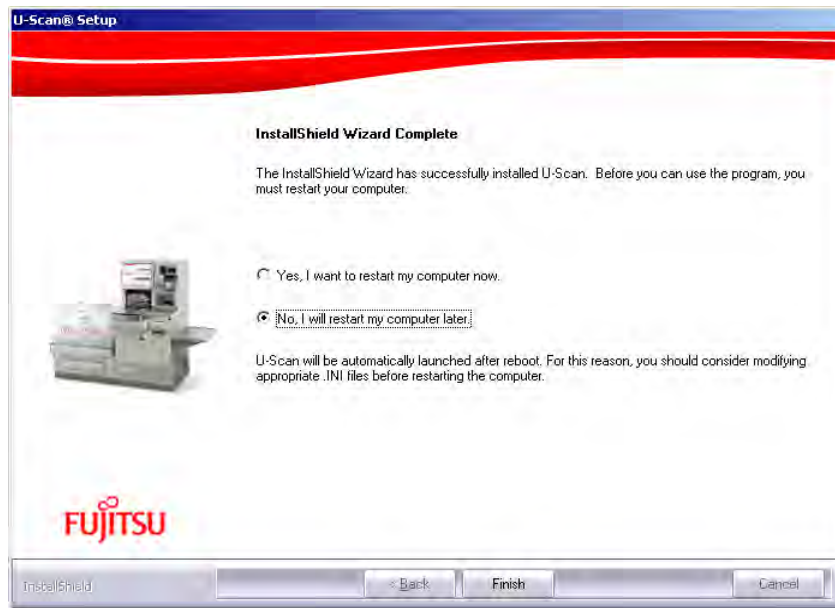 U-Scan® Setup
InstallShield Wizard Complete
The InstallShield Wizard has successfully installed U-Scan. Before you can use the program, you
must restart your computer.
Yes, I want to restart my computer now.
No, I will restart my computer later.
U-Scan will be automatically launched after reboot. For this reason, you should consider modifying
appropriate .INI files before restarting the computer.
FUJITSU
InstallShield
< Back
Finish
Cancel